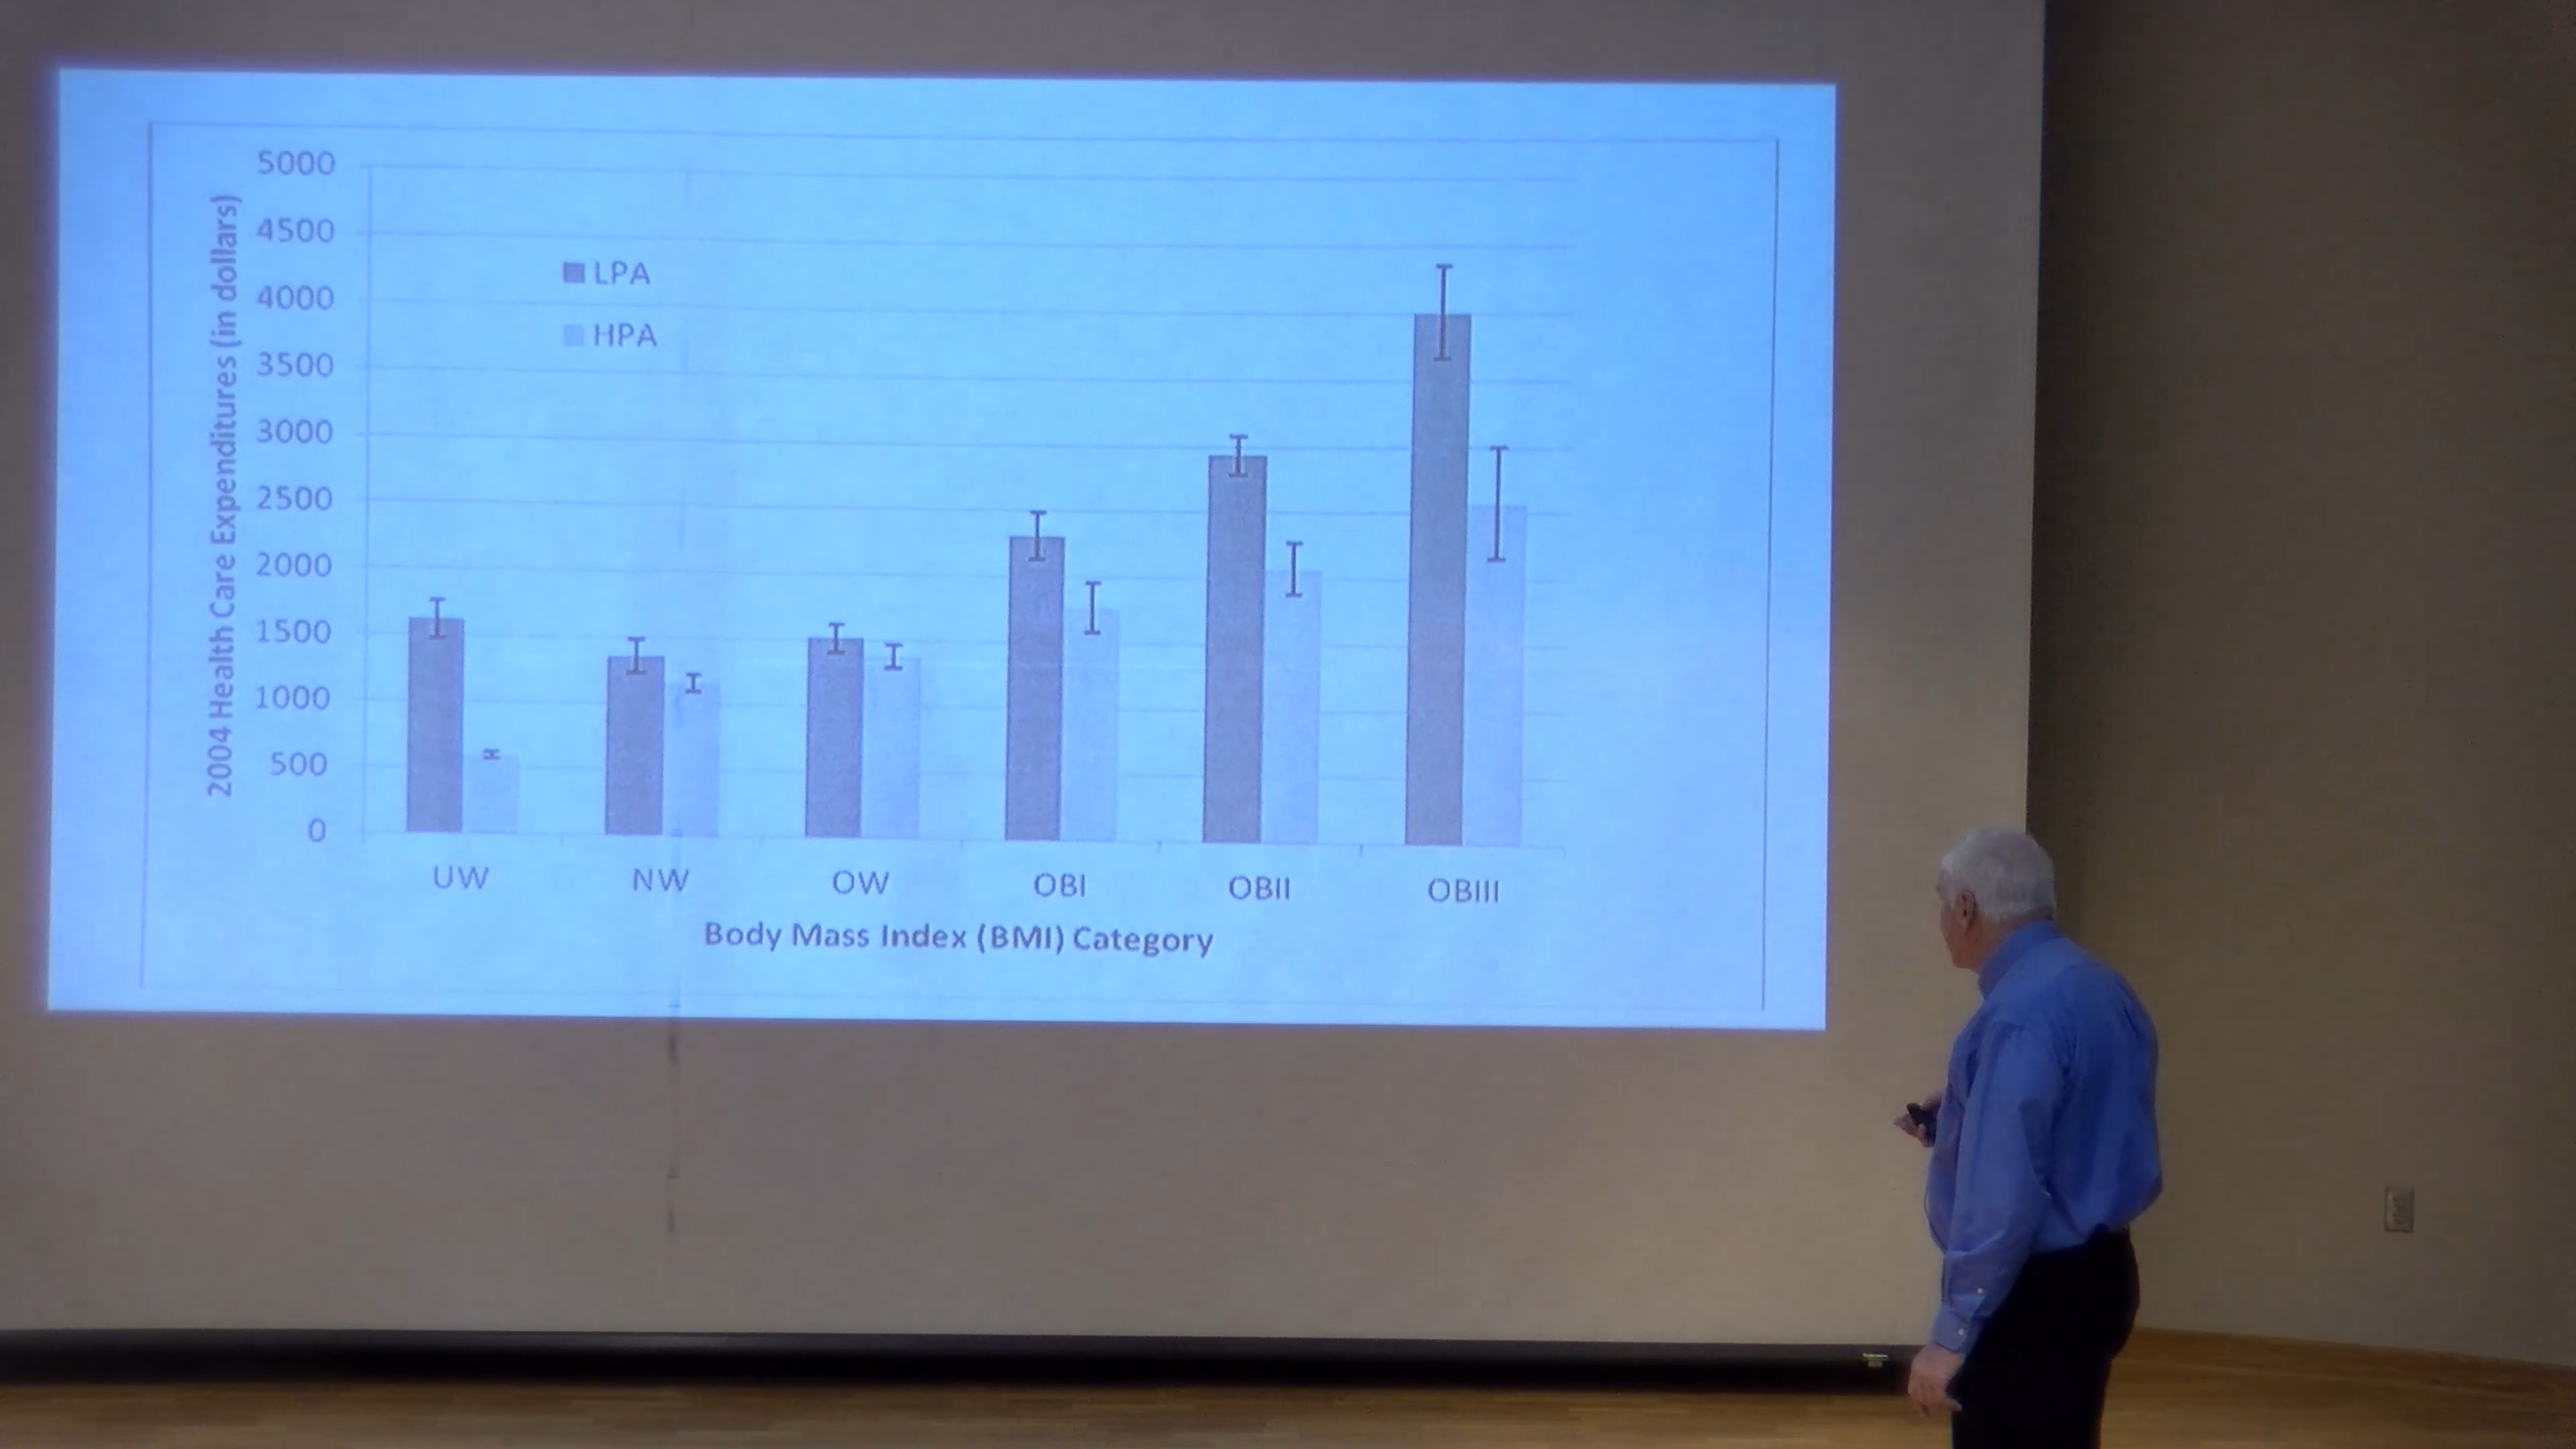 5000
4500
4000
3500
3000
2500
2000
1500
1000
500
0
2004 Health Care Expenditures (in dollars)
LPA
HPA
UW NW OW OBI OBII OBIII
Body Mass Index (BMI) Category